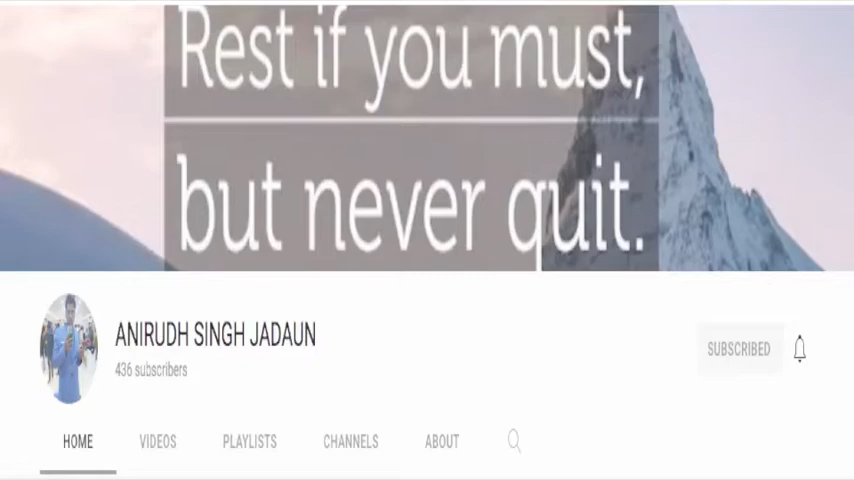 Rest if you must,
but never quit.
ANIRUDH SINGH JADAUN
436 subscribers
SUBSCRIBED
HOME
VIDEOS
PLAYLISTS
CHANNELS
ABOUT